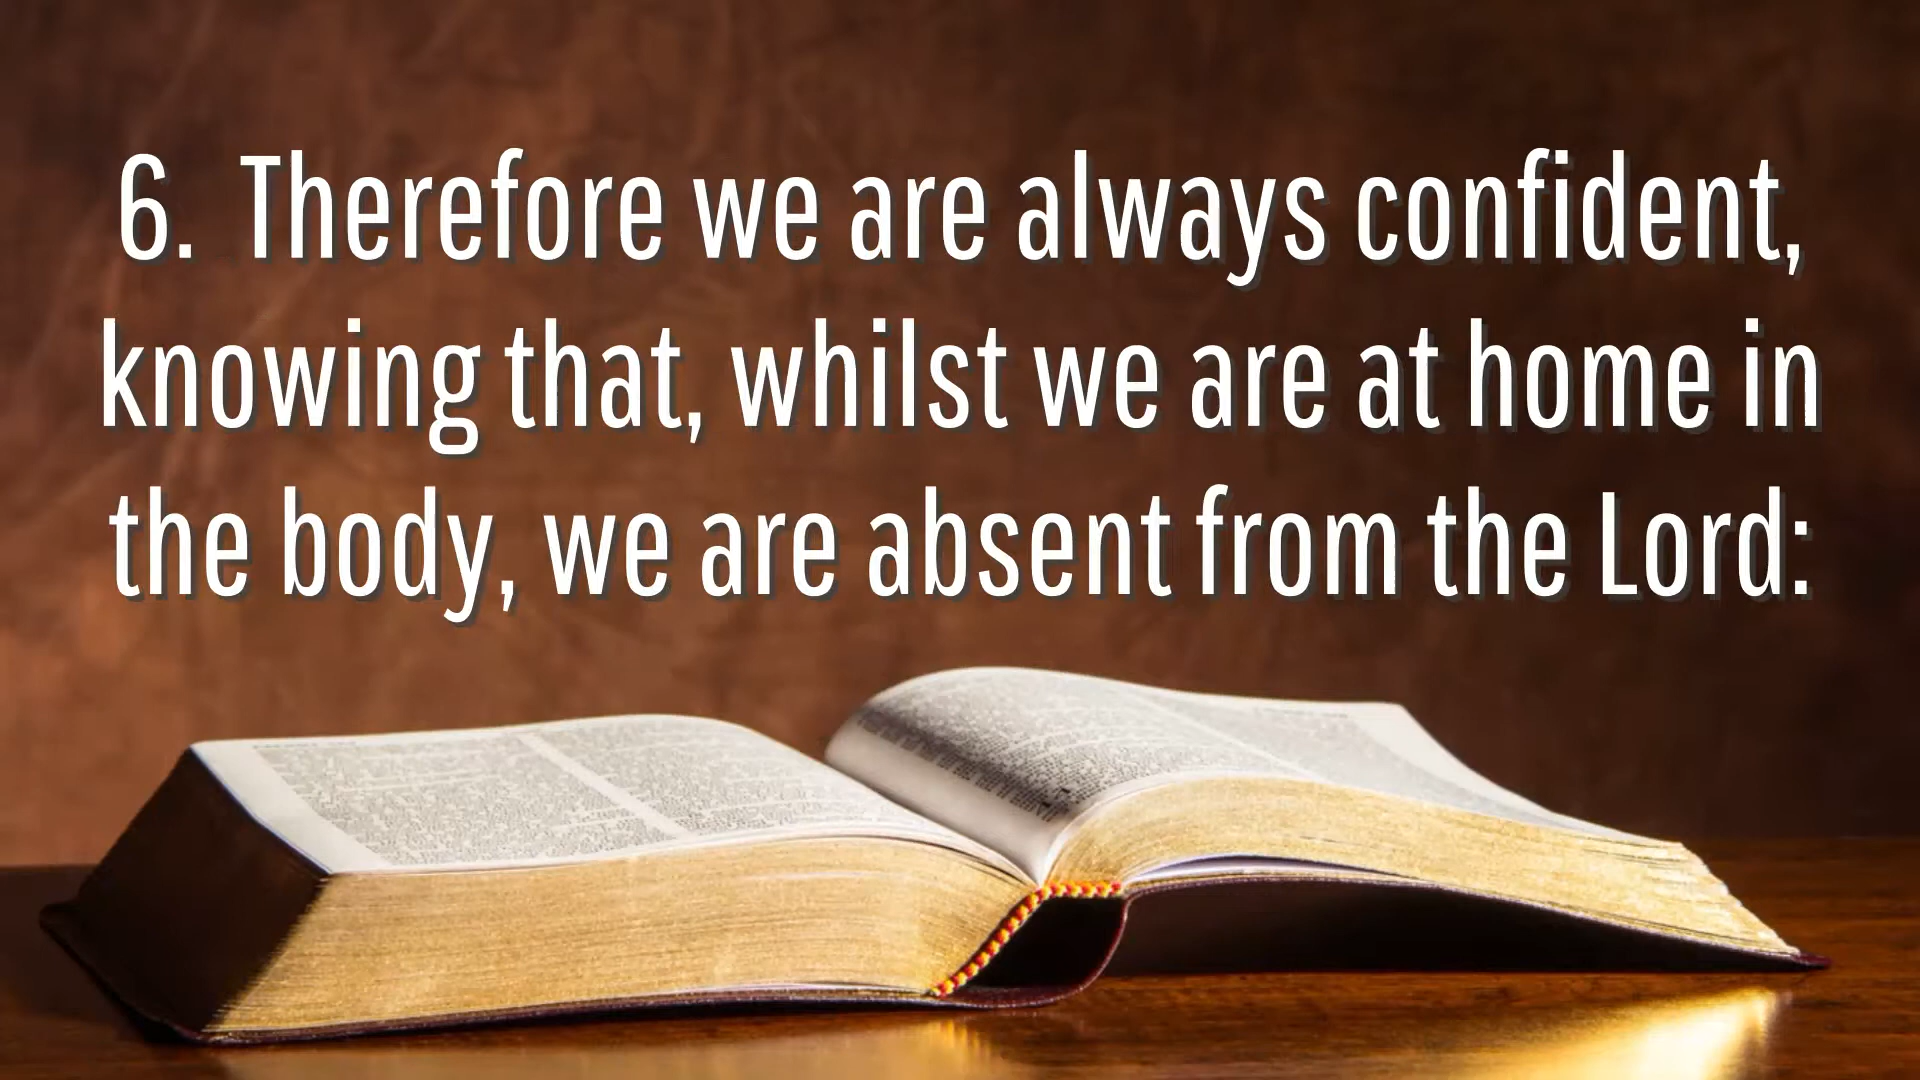 6. Therefore we are always confident,
knowing that, whilst we are at home in
the body, we are absent from the Lord: